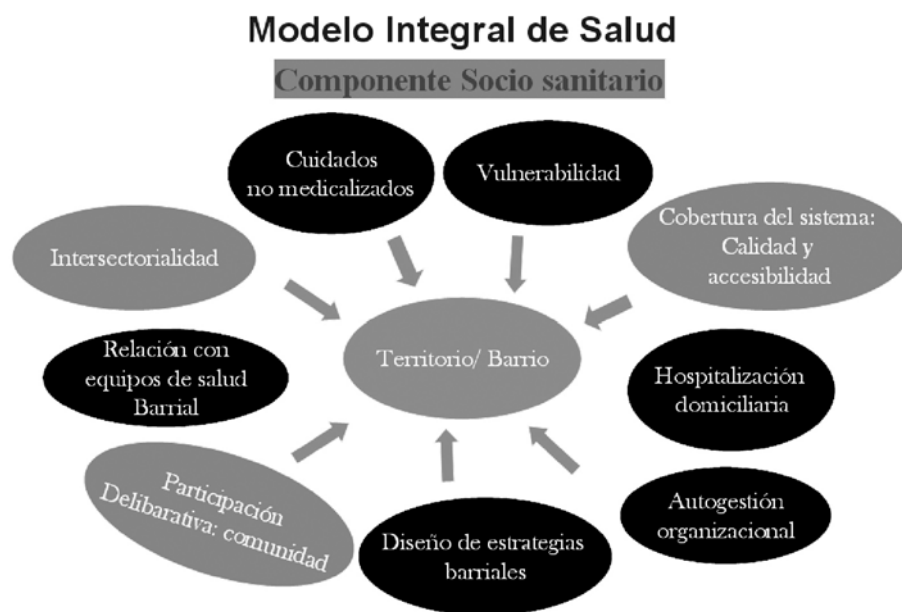 Modelo Integral de Salud
Componente Socio sanitario
Cuidados
no medicalizados
Vulnerabilidad
Intersectorialidad
Cobertura del sistema:
Calidad y
accesibilidad
Territorio/ Barrio
Relación con
equipos de salud
Barrial
Hospitalización
domiciliaria
Participación
Delibarativa: comunidad
Diseño de estrategias
barriales
Autogestión
organizacional